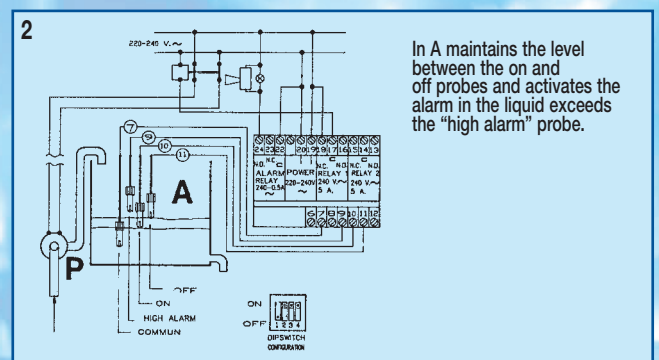 2
220-240 V. ~
In A maintains the level
between the on and
off probes and activates the
alarm in the liquid exceeds
the “high alarm” probe.
7
9
10
11
A
P
24 23 22 20 19 18 17 16 15 14 13
N.O. N.C. C
ALARM
RELAY
240-0.5A
~
POWER
220-240V
~
N.C. C N.O.
RELAY 1
240 V.~
5 A.
N.C. C N.O.
RELAY 2
240 V.~
5 A.
6 7 8 9 10 11 12
OFF
ON
HIGH ALARM
COMMUN
ON
OFF
1 2 3 4
DIPSWITCH
CONFIGURATION